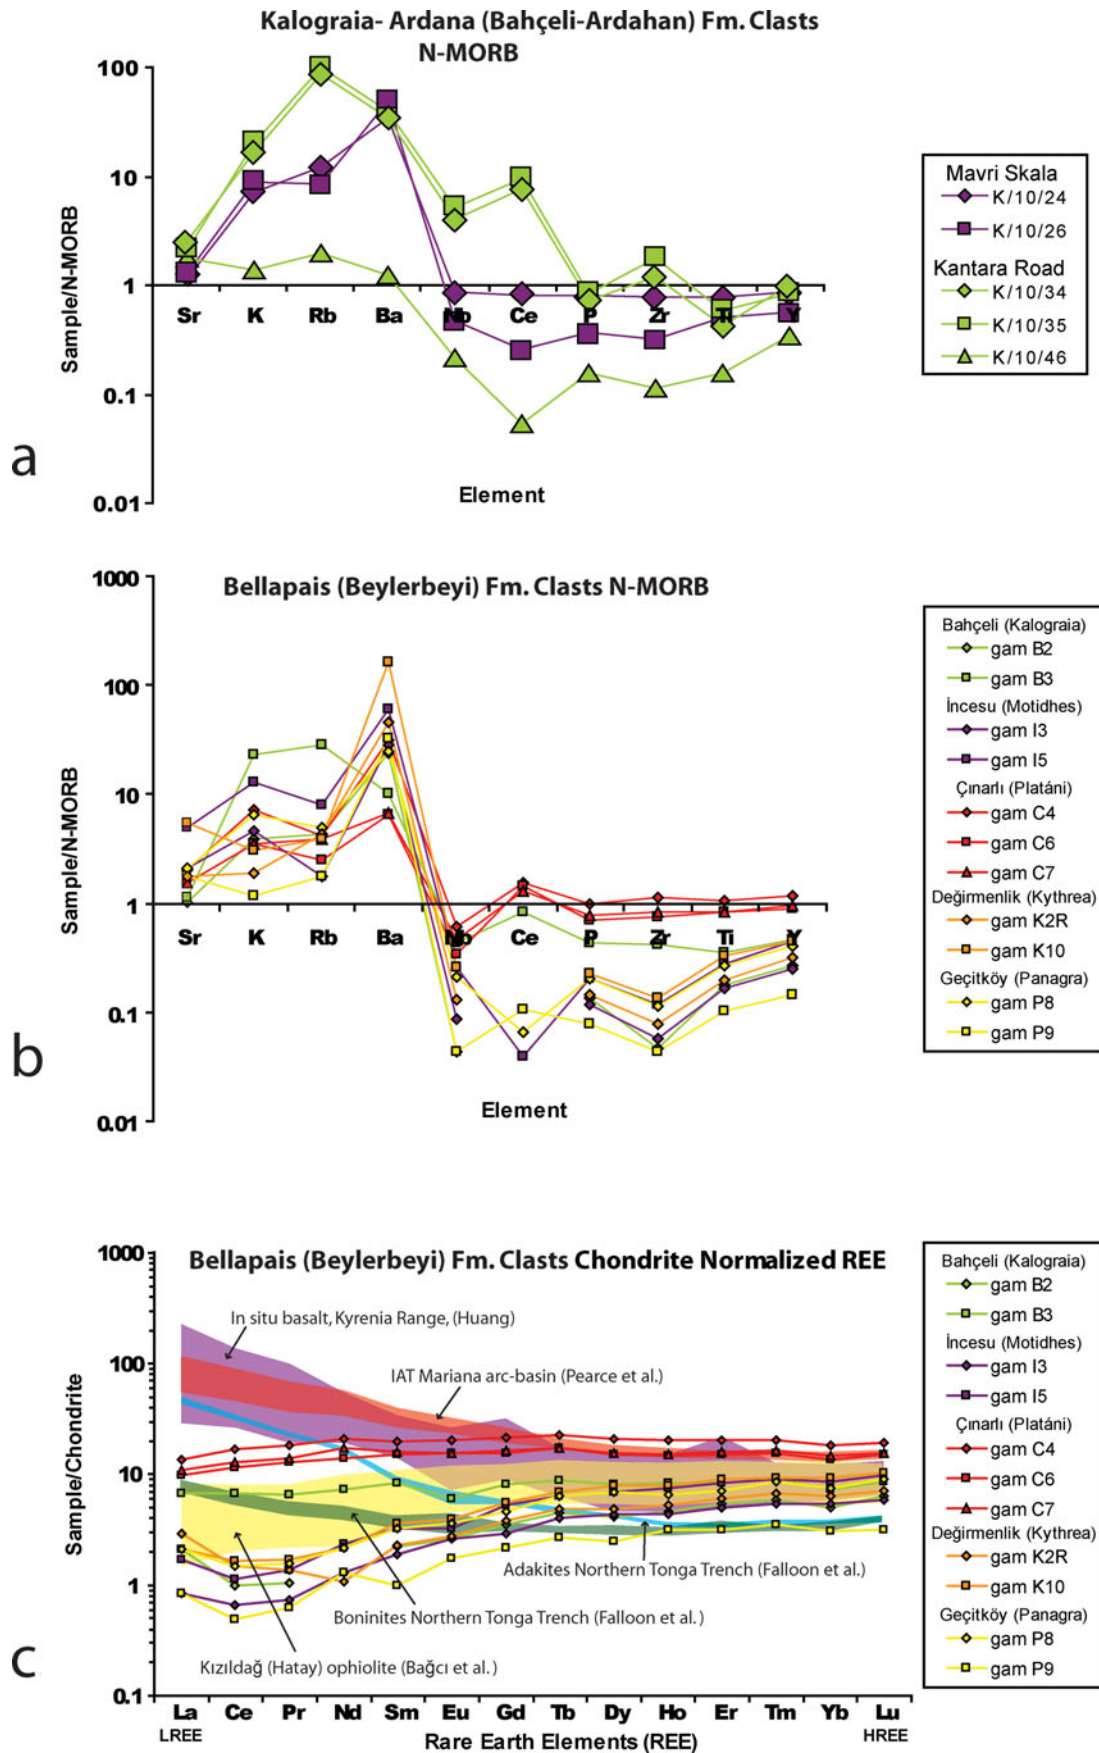 Kalograia- Ardana (Bahçeli-Ardahan) Fm. Clasts
N-MORB
100
10
1
0.1
0.01
Sample/N-MORB
Sr K Rb Ba Nb Ce P Zr Ti Y
Element
Mavri Skala
K/10/24
K/10/26
Kantara Road
K/10/34
K/10/35
K/10/46
a
Bellapais (Beylerbeyi) Fm. Clasts N-MORB
1000
100
10
1
0.1
0.01
Sample/N-MORB
Sr K Rb Ba Nb Ce P Zr Ti Y
Element
Bahçeli (Kalograia)
gam B2
gam B3
İncesu (Motidhes)
gam I3
gam I5
Çınarlı (Platáni)
gam C4
gam C6
gam C7
Değirmenlik (Kythrea)
gam K2R
gam K10
Geçitköy (Panagra)
gam P8
gam P9
b
Bellapais (Beylerbeyi) Fm. Clasts Chondrite Normalized REE
1000
100
10
1
0.1
Sample/Chondrite
In situ basalt, Kyrenia Range, (Huang)
IAT Mariana arc-basin (Pearce et al.)
Adakites Northern Tonga Trench (Falloon et al.)
Boninites Northern Tonga Trench (Falloon et al.)
Kızıldağ (Hatay) ophiolite (Bağcı et al.)
La Ce Pr Nd Sm Eu Gd Tb Dy Ho Er Tm Yb Lu
LREE HREE
Rare Earth Elements (REE)
Bahçeli (Kalograia)
gam B2
gam B3
İncesu (Motidhes)
gam I3
gam I5
Çınarlı (Platáni)
gam C4
gam C6
gam C7
Değirmenlik (Kythrea)
gam K2R
gam K10
Geçitköy (Panagra)
gam P8
gam P9
c